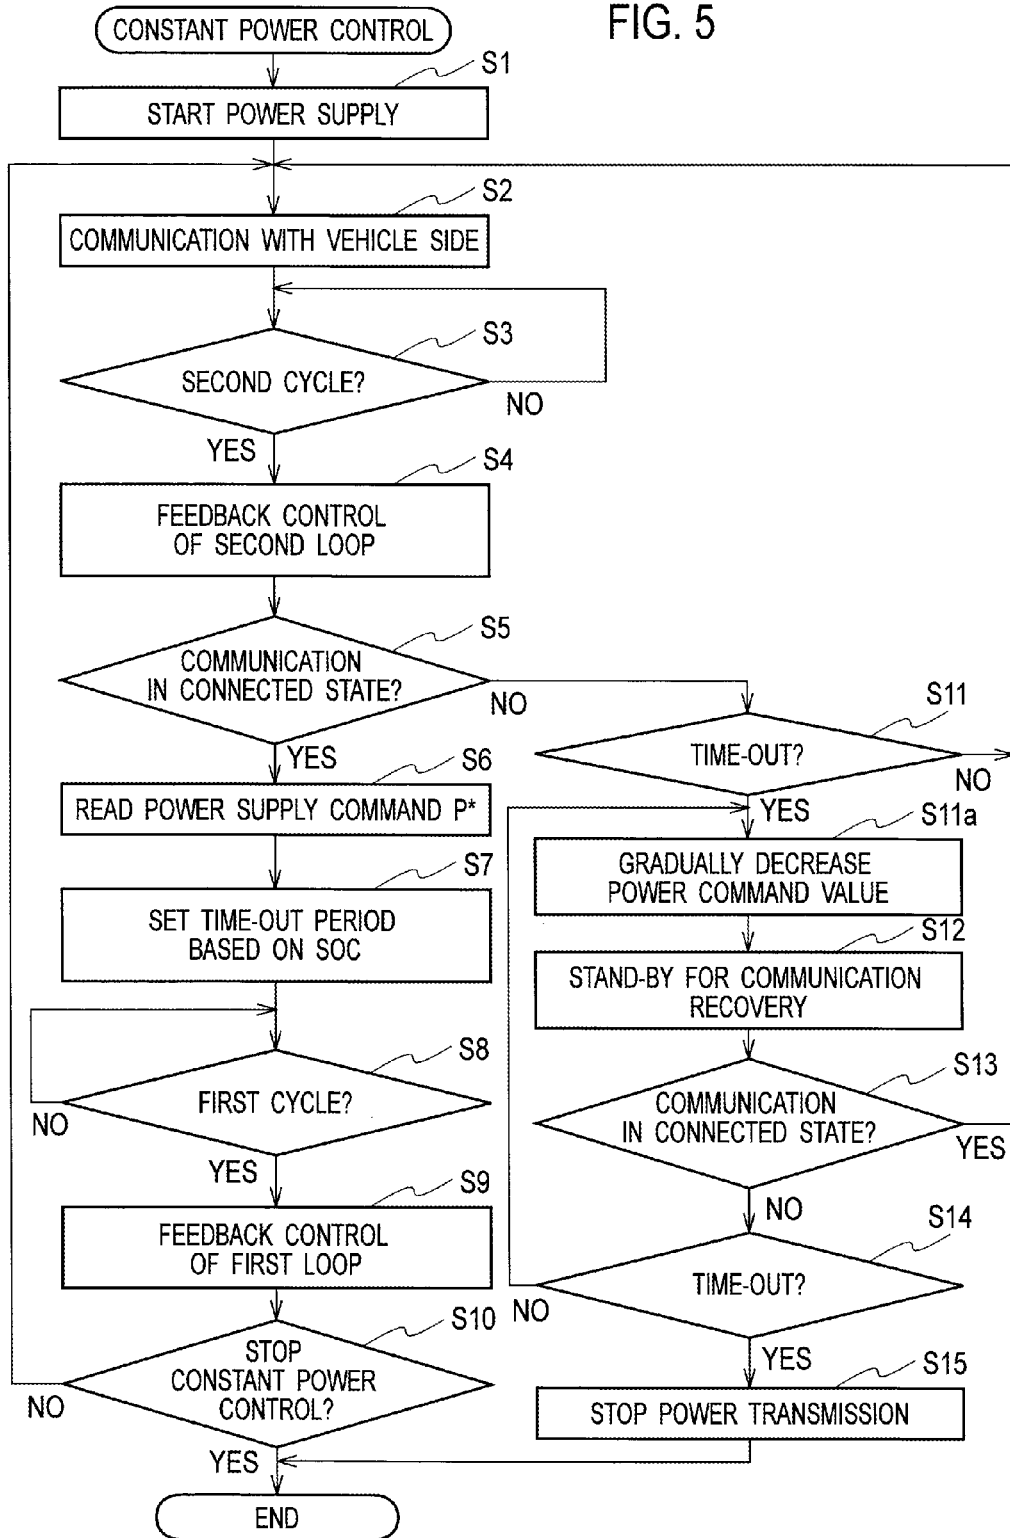 FIG. 5
CONSTANT POWER CONTROL
S1
START POWER SUPPLY
S2
COMMUNICATION WITH VEHICLE SIDE
S3
SECOND CYCLE?
NO
YES
S4
FEEDBACK CONTROL
OF SECOND LOOP
S5
COMMUNICATION
IN CONNECTED STATE?
NO
YES
S6
READ POWER SUPPLY COMMAND P*
S7
SET TIME-OUT PERIOD
BASED ON SOC
S8
FIRST CYCLE?
NO
YES
S9
FEEDBACK CONTROL
OF FIRST LOOP
S10
STOP
CONSTANT POWER
CONTROL?
NO
YES
END
S11
TIME-OUT?
NO
YES
S11a
GRADUALLY DECREASE
POWER COMMAND VALUE
S12
STAND-BY FOR COMMUNICATION
RECOVERY
S13
COMMUNICATION
IN CONNECTED STATE?
YES
NO
S14
TIME-OUT?
NO
YES
S15
STOP POWER TRANSMISSION